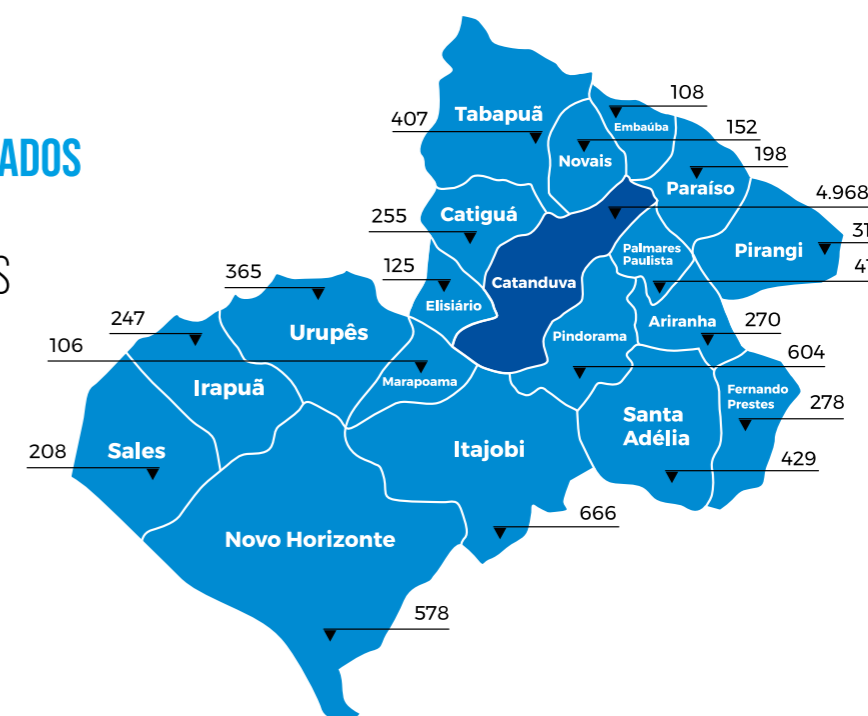 ADOS
S
108
Tabapuã
407
Embaúba
152
Novais
198
Paraíso
4.968
255
Catiguá
31
Palmares
Paulista
Pirangi
41
365
125
Catanduva
Elisiário
247
Urupês
Ariranha
270
Pindorama
106
604
Marapoama
Irapuã
Fernando
Prestes
278
Santa
Adélia
Itajobi
208
Sales
429
666
Novo Horizonte
578